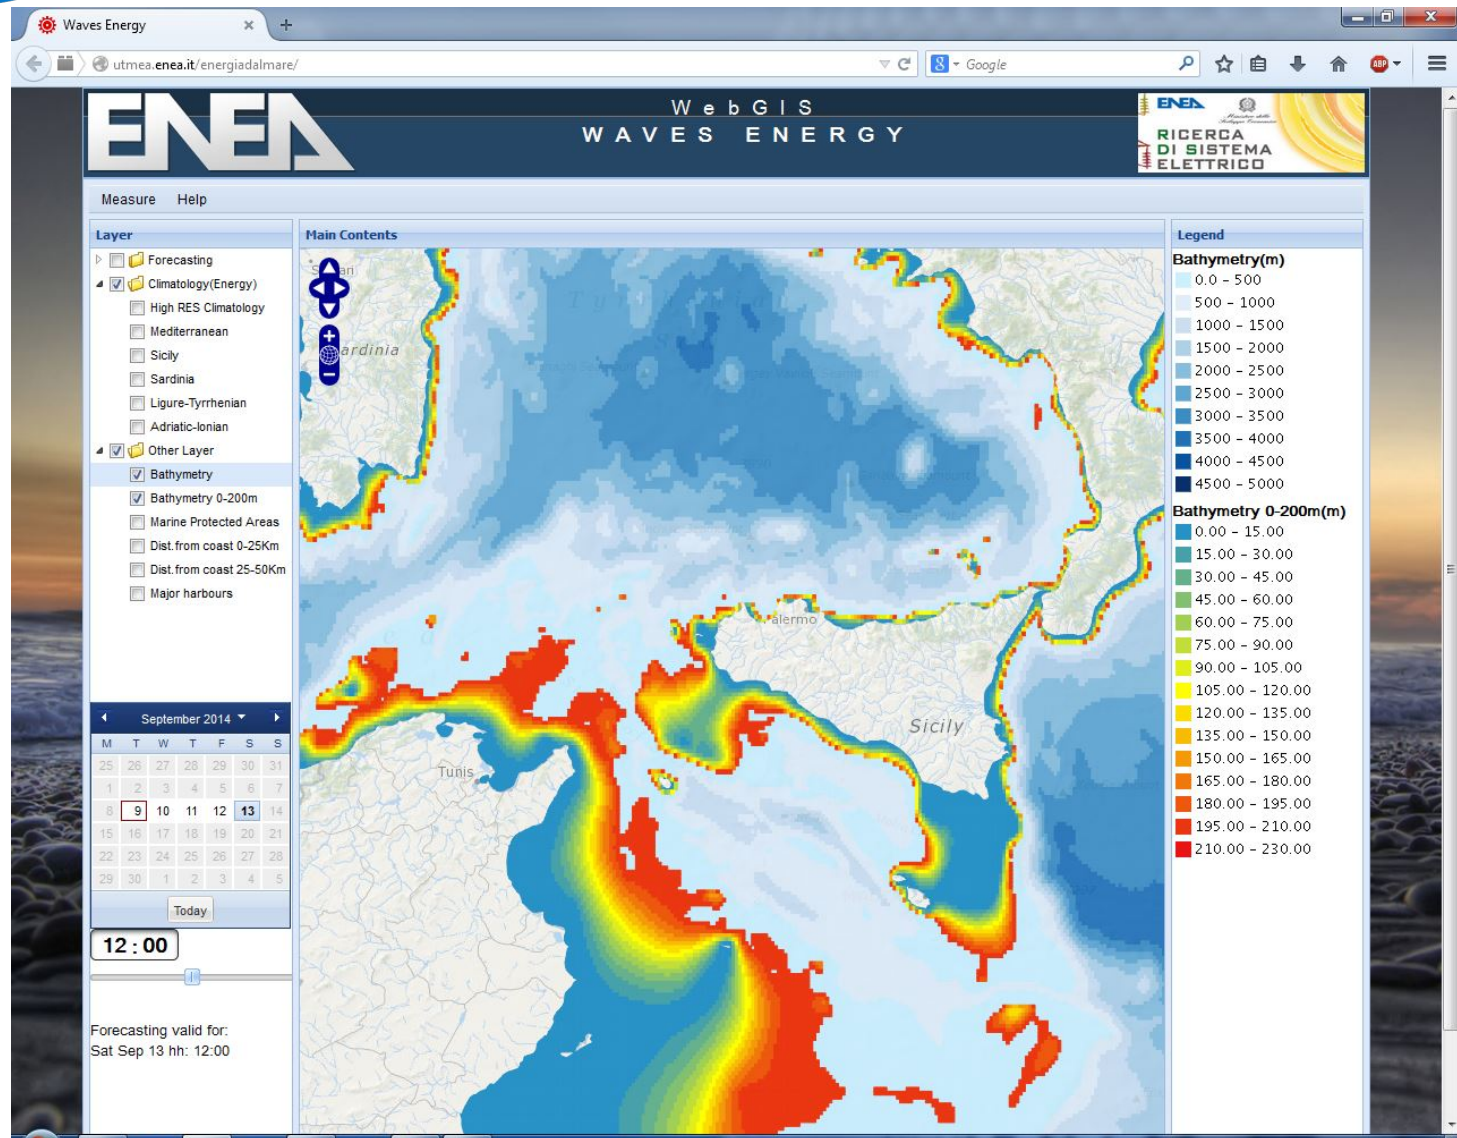 Waves Energy
utmea.enea.it/energiadalmare/
Google
ABP
ENEA
WebGIS
WAVES ENERGY
ENEA
RICERCA
DI SISTEMA
ELETTRICO
Measure Help
Layer
Forecasting
Climatology(Energy)
High RES Climatology
Mediterranean
Sicily
Sardinia
Ligure-Tyrrhenian
Adriatic-Ionian
Other Layer
Bathymetry
Bathymetry 0-200m
Marine Protected Areas
Dist.from coast 0-25Km
Dist.from coast 25-50Km
Major harbours
September 2014
M T W T F S S
25 26 27 28 29 30 31
1 2 3 4 5 6 7
8 9 10 11 12 13 14
15 16 17 18 19 20 21
22 23 24 25 26 27 28
29 30 1 2 3 4 5
Today
12 : 00
Forecasting valid for:
Sat Sep 13 hh: 12:00
Main Contents
ardinia
alermo
Sicily
Tunis
Legend
Bathymetry(m)
0.0 - 500
500 - 1000
1000 - 1500
1500 - 2000
2000 - 2500
2500 - 3000
3000 - 3500
3500 - 4000
4000 - 4500
4500 - 5000
Bathymetry 0-200m(m)
0.00 - 15.00
15.00 - 30.00
30.00 - 45.00
45.00 - 60.00
60.00 - 75.00
75.00 - 90.00
90.00 - 105.00
105.00 - 120.00
120.00 - 135.00
135.00 - 150.00
150.00 - 165.00
165.00 - 180.00
180.00 - 195.00
195.00 - 210.00
210.00 - 230.00